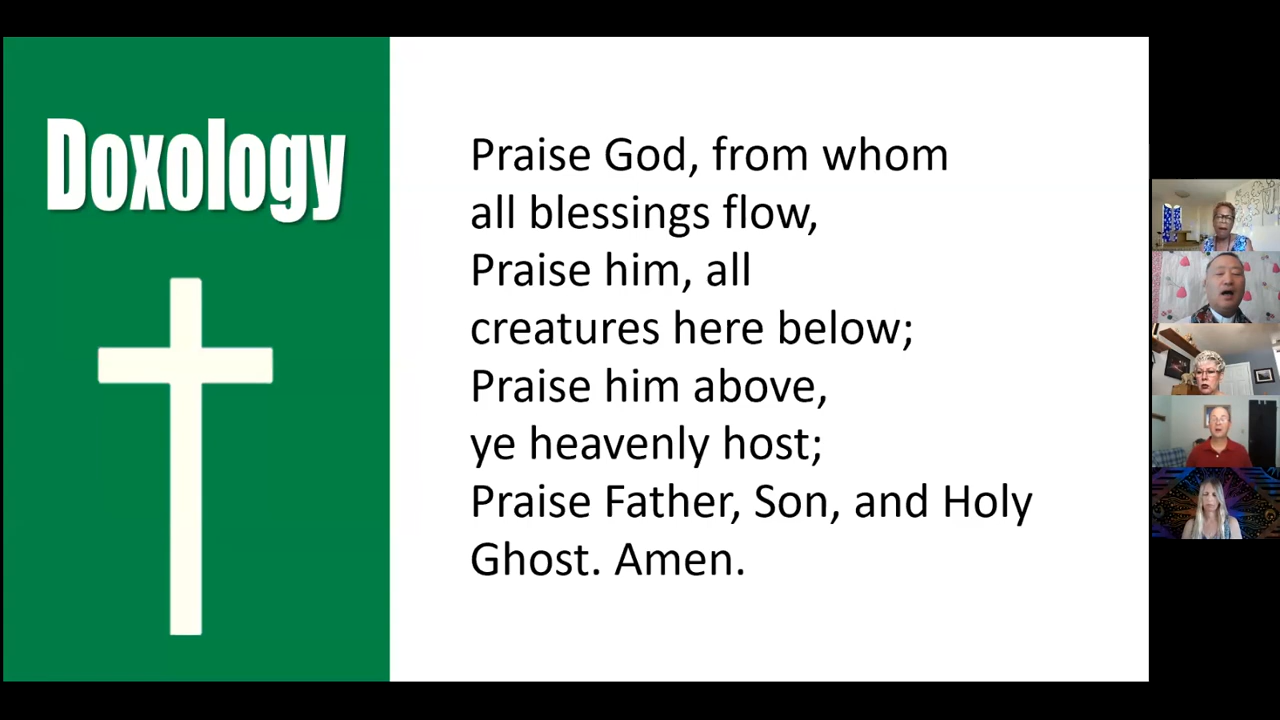 Doxology
Praise God, from whom
all blessings flow,
Praise him, all
creatures here below;
Praise him above,
ye heavenly host;
Praise Father, Son, and Holy
Ghost. Amen.